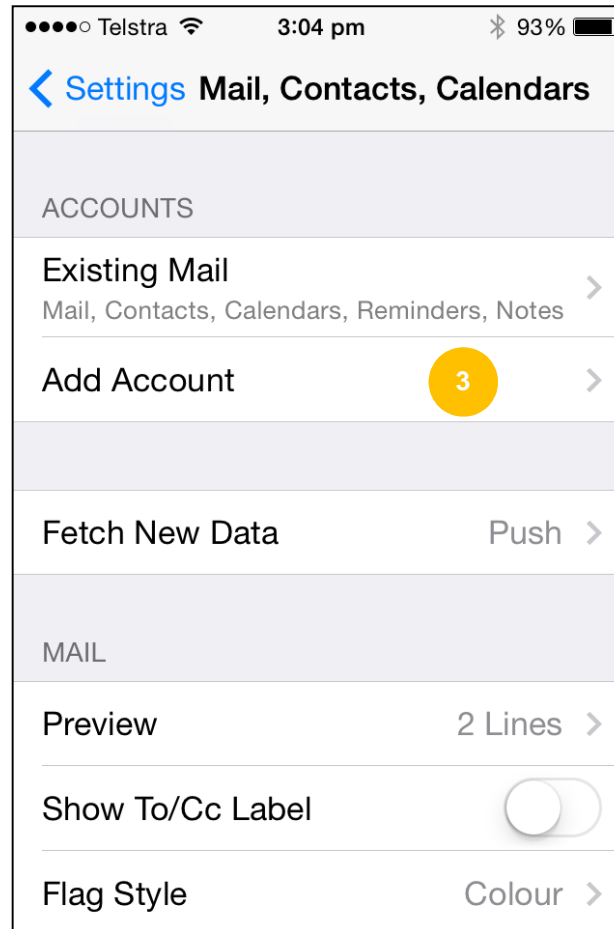 Telstra 3:04 pm 93%
Settings Mail, Contacts, Calendars
ACCOUNTS
Existing Mail
Mail, Contacts, Calendars, Reminders, Notes
Add Account 3
Fetch New Data Push
MAIL
Preview 2 Lines
Show To/Cc Label
Flag Style Colour